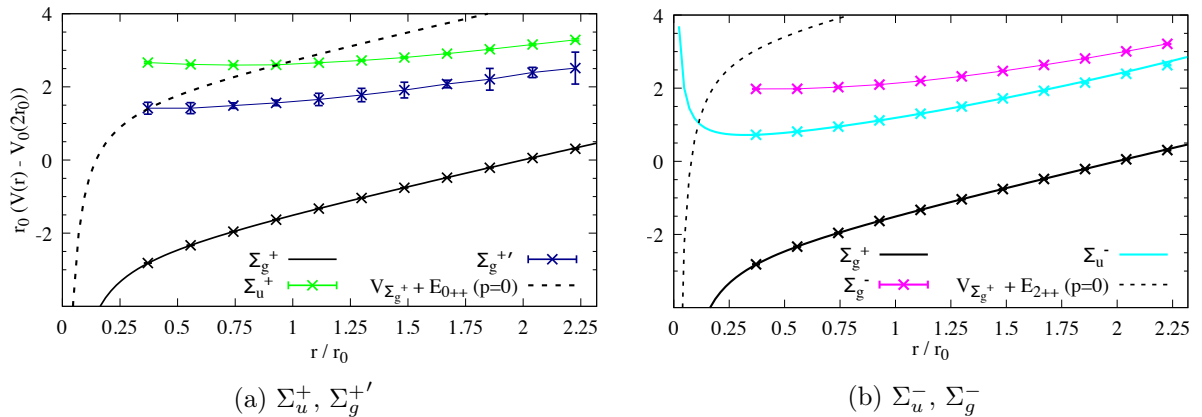 r₀ (V(r) - V₀(2r₀))
4
2
0
-2
Σg⁺
Σu⁺
Σg⁺′
VΣg⁺ + E0++ (p=0)
0 0.25 0.5 0.75 1 1.25 1.5 1.75 2 2.25
r / r₀
(a) Σu⁺, Σg⁺′
4
2
0
-2
Σg⁺
Σg⁻
Σu⁻
VΣg⁺ + E2++ (p=0)
0 0.25 0.5 0.75 1 1.25 1.5 1.75 2 2.25
r / r₀
(b) Σu⁻, Σg⁻